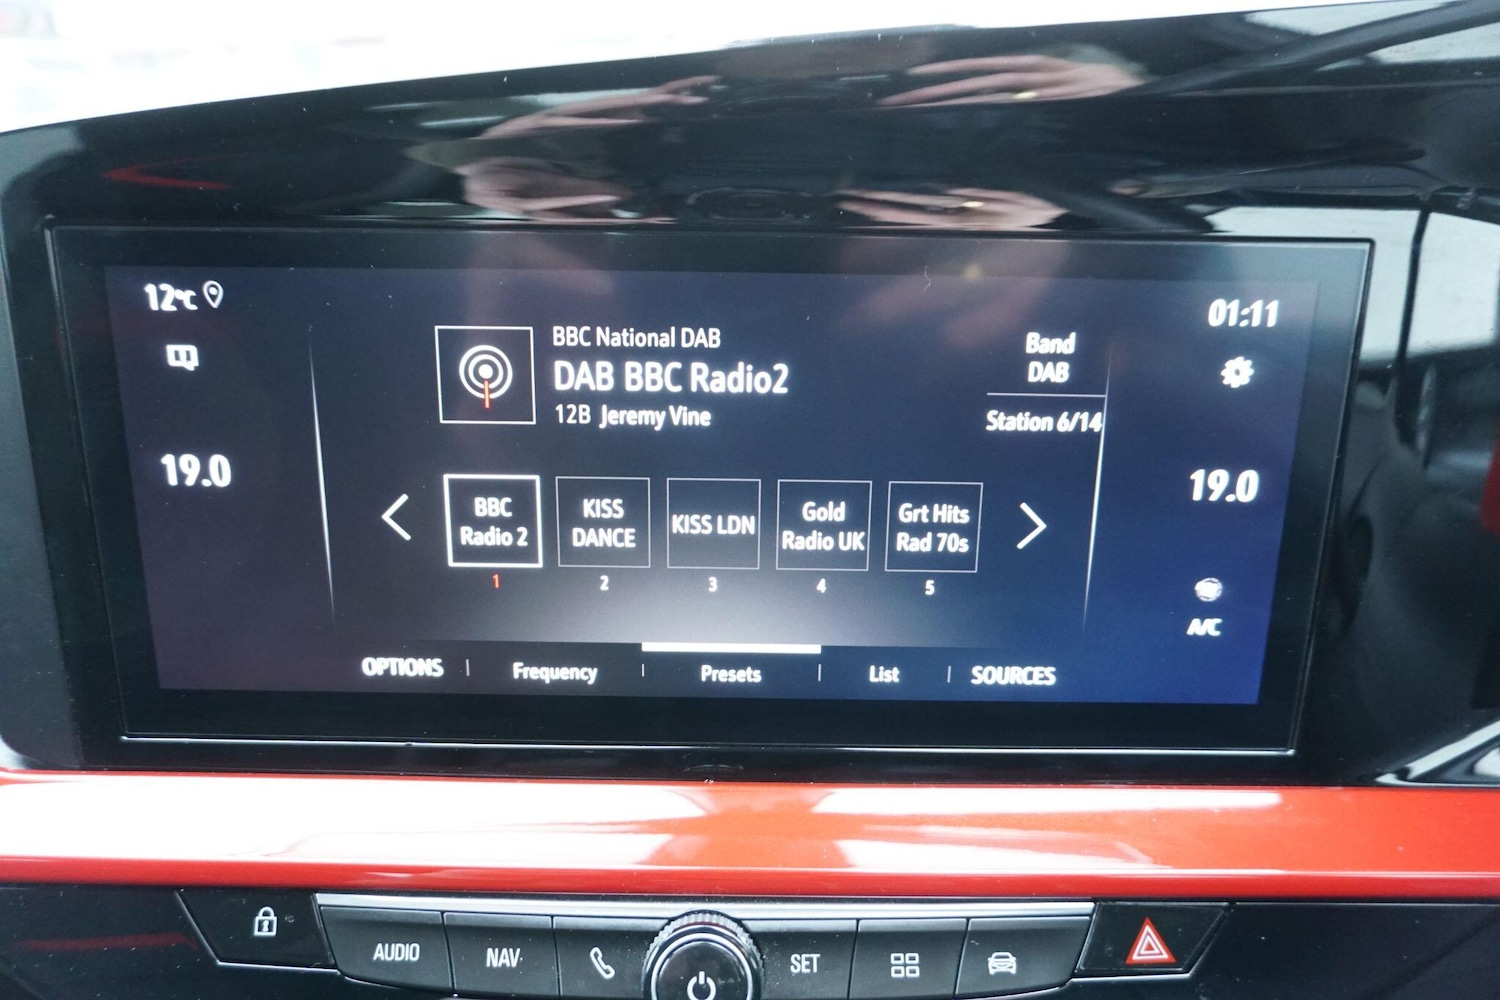 12°C
01:11
BBC National DAB
DAB BBC Radio2
12B Jeremy Vine
Band
DAB
Station 6/14
19.0
19.0
BBC
Radio 2
KISS
DANCE
KISS LDN
Gold
Radio UK
Grt Hits
Rad 70s
1
2
3
4
5
A/C
OPTIONS
Frequency
Presets
List
SOURCES
AUDIO
NAV
SET